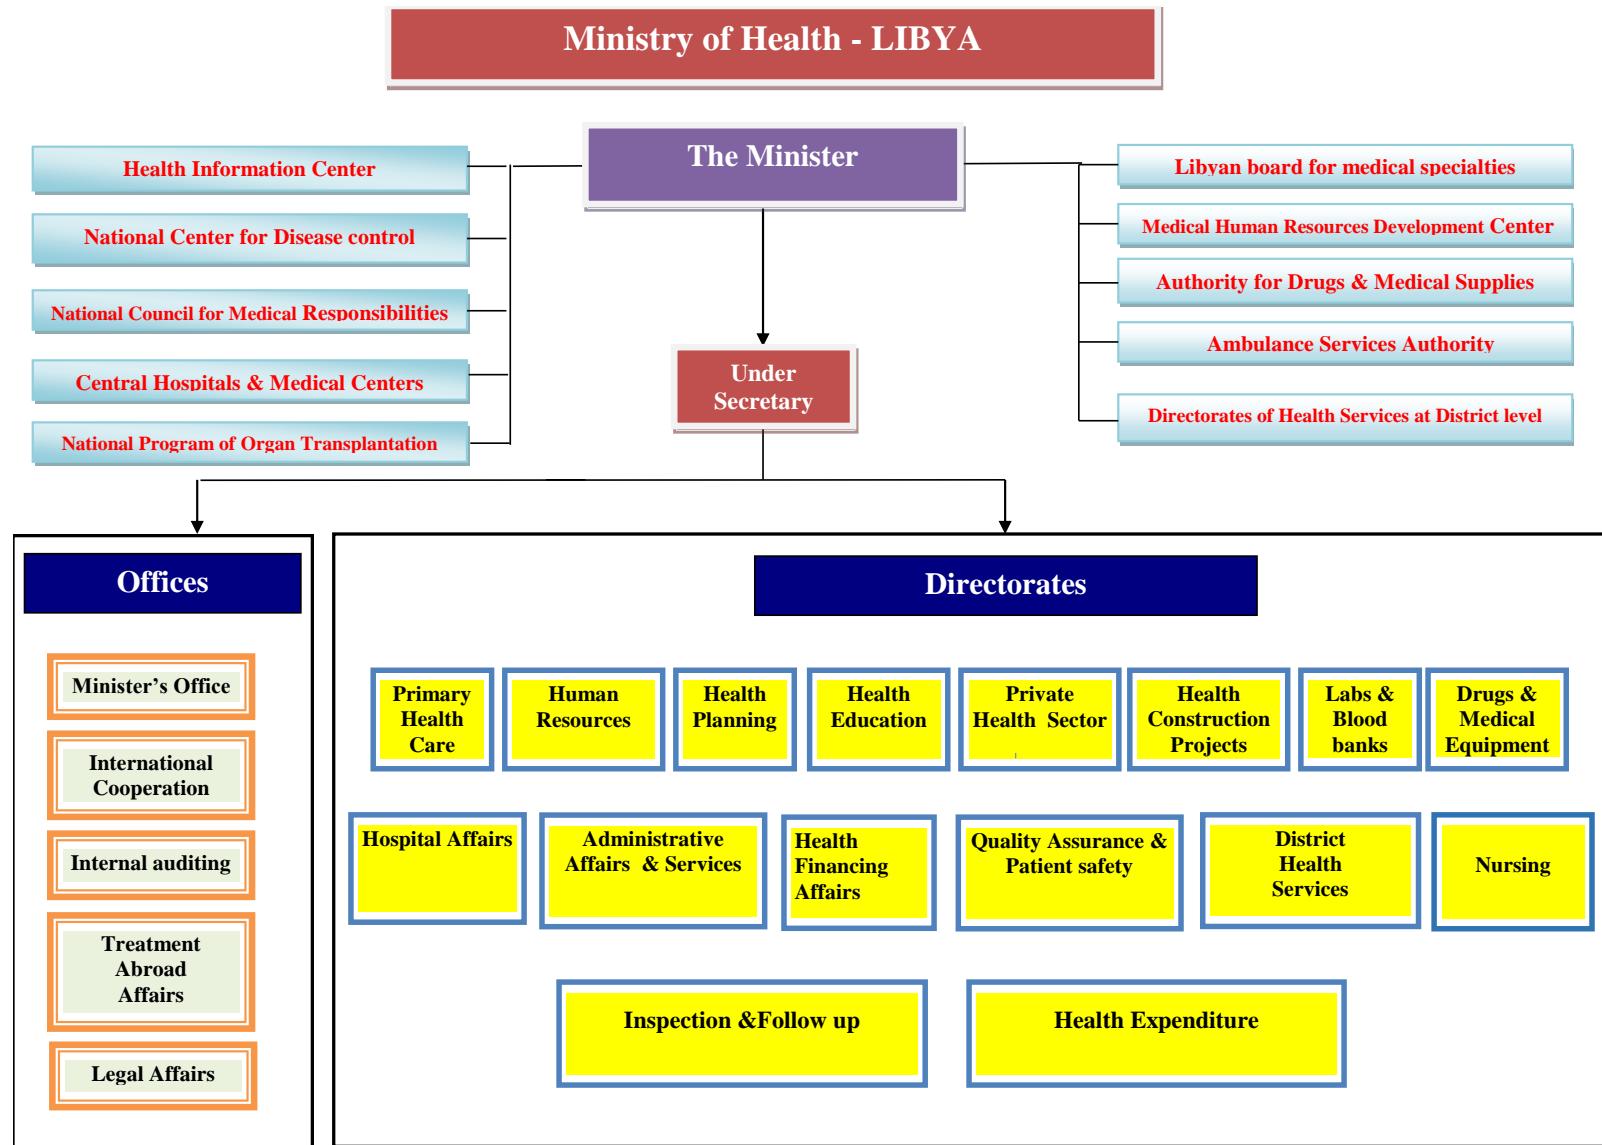 Ministry of Health - LIBYA
The Minister
Health Information Center
National Center for Disease control
National Council for Medical Responsibilities
Central Hospitals & Medical Centers
National Program of Organ Transplantation
Libyan board for medical specialties
Medical Human Resources Development Center
Authority for Drugs & Medical Supplies
Ambulance Services Authority
Directorates of Health Services at District level
Under
Secretary
Offices
Minister’s Office
International
Cooperation
Internal auditing
Treatment
Abroad
Affairs
Legal Affairs
Directorates
Primary
Health
Care
Human
Resources
Health
Planning
Health
Education
Private
Health Sector
Health
Construction
Projects
Labs &
Blood
banks
Drugs &
Medical
Equipment
Hospital Affairs
Administrative
Affairs & Services
Health
Financing
Affairs
Quality Assurance &
Patient safety
District
Health
Services
Nursing
Inspection &Follow up
Health Expenditure